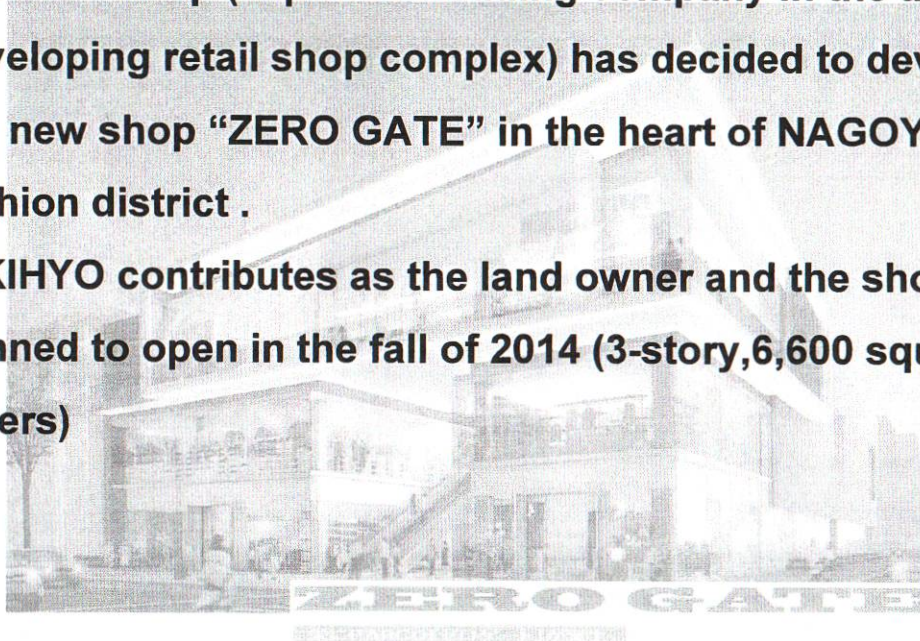 veloping retail shop complex) has decided to dev
new shop “ZERO GATE” in the heart of NAGOY
hion district .
KIHYO contributes as the land owner and the sho
nned to open in the fall of 2014 (3-story,6,600 squ
ers)
ZERO GATE